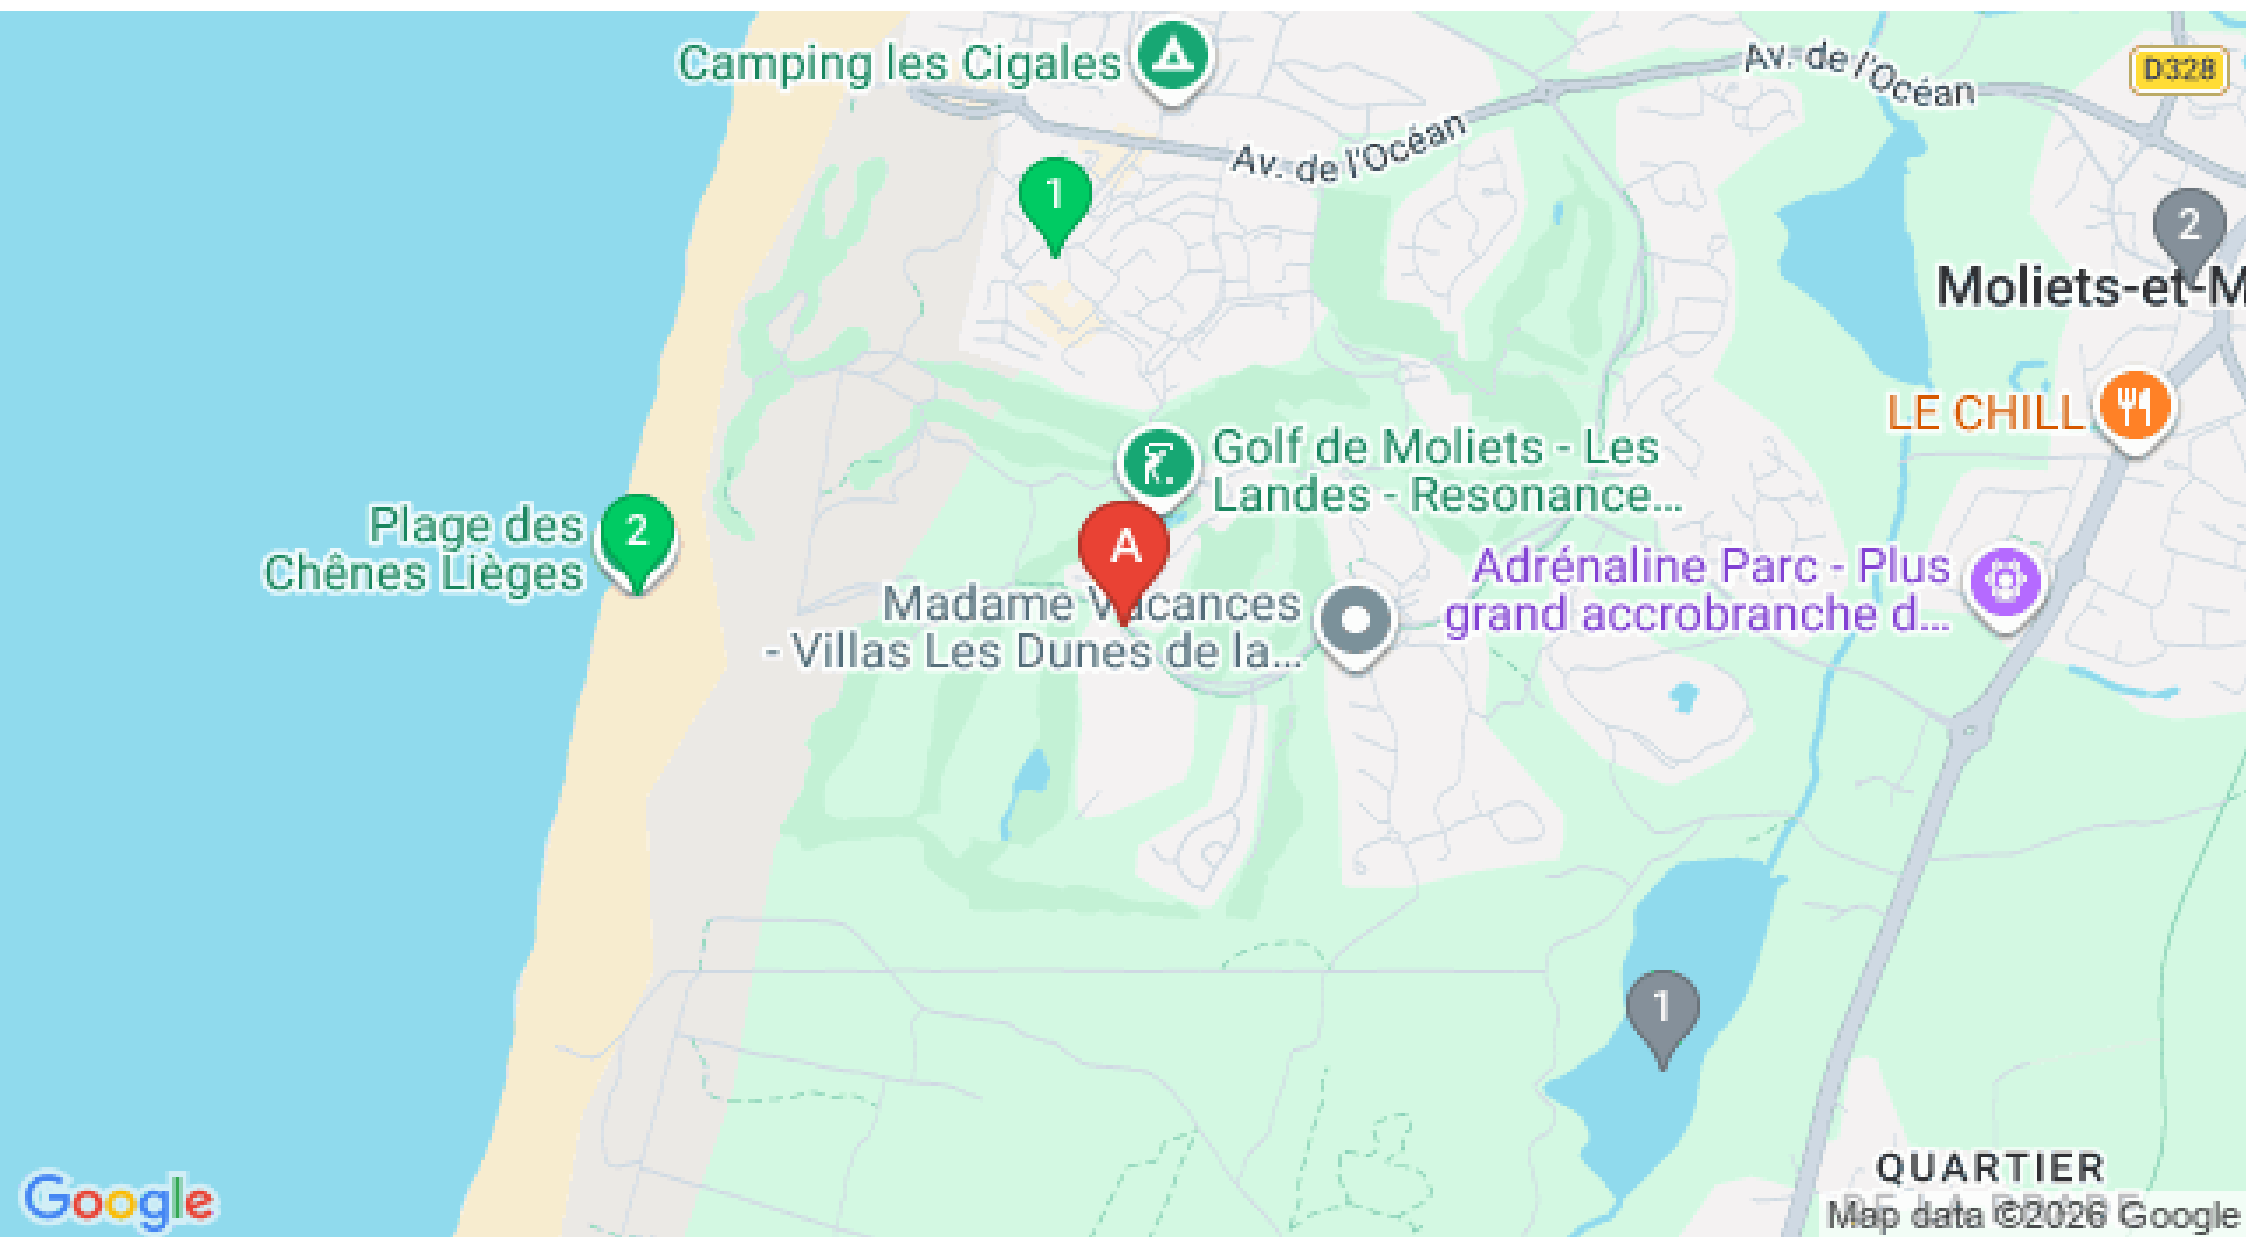 Camping les Cigales
Av. de l'Océan
D328
Av. de l'Océan
1
2
Moliets-et-M
LE CHILL
Golf de Moliets - Les
Landes - Resonance...
Plage des
Chênes Lièges
2
A
Adrénaline Parc - Plus
grand accrobranche d...
Madame Vacances
- Villas Les Dunes de la...
1
QUARTIER
Google
Map data ©2026 Google